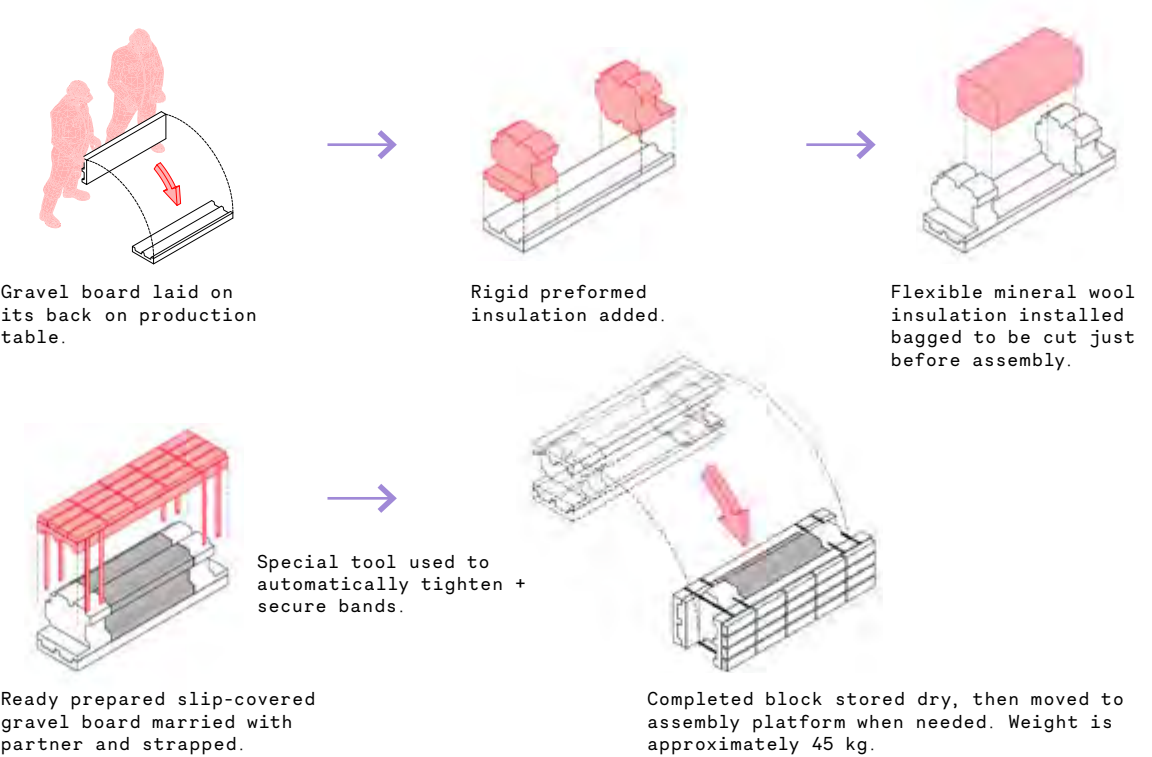 Gravel board laid on
its back on production
table.
Rigid preformed
insulation added.
Flexible mineral wool
insulation installed
bagged to be cut just
before assembly.
Special tool used to
automatically tighten +
secure bands.
Ready prepared slip-covered
gravel board married with
partner and strapped.
Completed block stored dry, then moved to
assembly platform when needed. Weight is
approximately 45 kg.